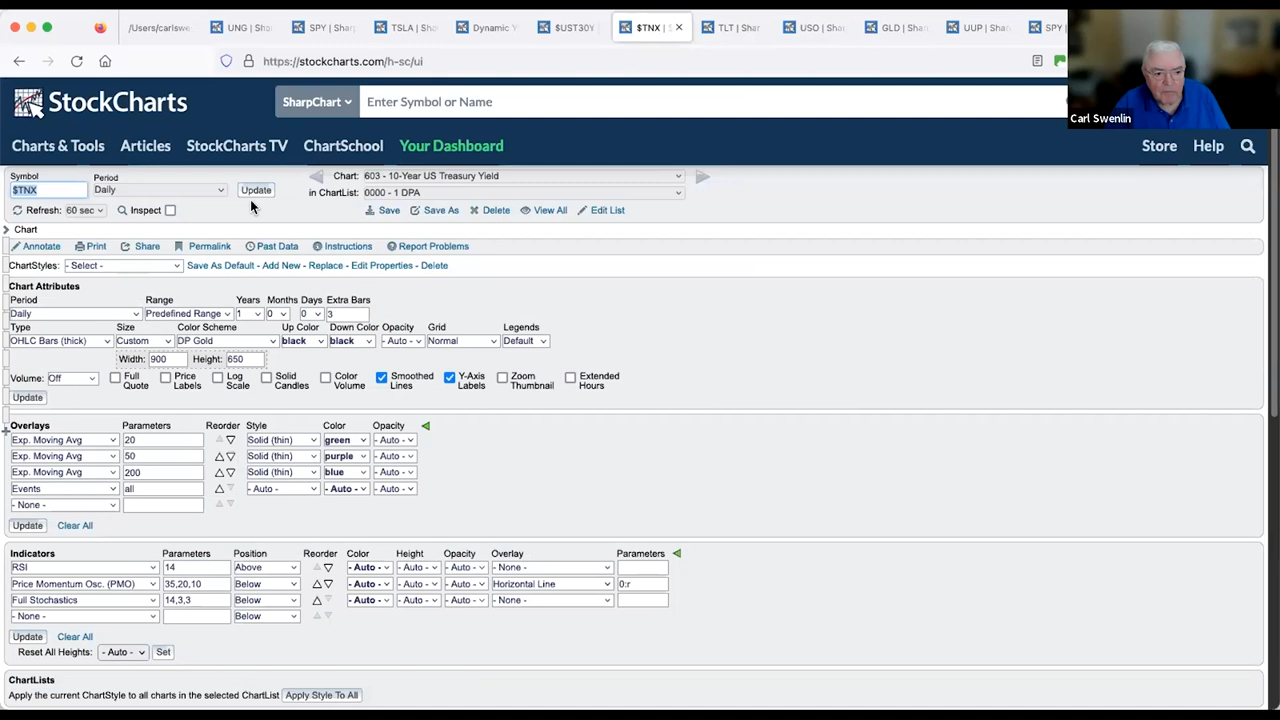 /Users/carlswe
UNG | Sha
SPY | Shar
TSLA | Sha
Dynamic Y
$UST30Y
$TNX | S
TLT | Shar
USO | Shar
GLD | Shar
UUP | Shar
SPY |
https://stockcharts.com/h-sc/ui
StockCharts
SharpChart
Enter Symbol or Name
Carl Swenlin
Charts & Tools
Articles
StockCharts TV
ChartSchool
Your Dashboard
Store
Help
Symbol
Period
Chart: 603 - 10-Year US Treasury Yield
$TNX
Daily
Update
in ChartList: 0000 - 1 DPA
Refresh: 60 sec
Inspect
Save
Save As
Delete
View All
Edit List
Chart
Annotate
Print
Share
Permalink
Past Data
Instructions
Report Problems
ChartStyles: - Select -
Save As Default - Add New - Replace - Edit Properties - Delete
Chart Attributes
Period Range Years Months Days Extra Bars
Daily Predefined Range 1 0 0 3
Type Size Color Scheme Up Color Down Color Opacity Grid Legends
OHLC Bars (thick) Custom DP Gold black black - Auto - Normal Default
Width: 900 Height: 650
Volume: Off
Full Quote
Price Labels
Log Scale
Solid Candles
Color Volume
Smoothed Lines
Y-Axis Labels
Zoom Thumbnail
Extended Hours
Update
Overlays Parameters Reorder Style Color Opacity
Exp. Moving Avg 20 Solid (thin) green - Auto -
Exp. Moving Avg 50 Solid (thin) purple - Auto -
Exp. Moving Avg 200 Solid (thin) blue - Auto -
Events all - Auto - - Auto - - Auto -
- None -
Update Clear All
Indicators Parameters Position Reorder Color Height Opacity Overlay Parameters
RSI 14 Above - Auto - - Auto - - Auto - - None -
Price Momentum Osc. (PMO) 35,20,10 Below - Auto - - Auto - - Auto - Horizontal Line 0:r
Full Stochastics 14,3,3 Below - Auto - - Auto - - Auto - - None -
- None - Below
Update Clear All
Reset All Heights: - Auto - Set
ChartLists
Apply the current ChartStyle to all charts in the selected ChartList Apply Style To All